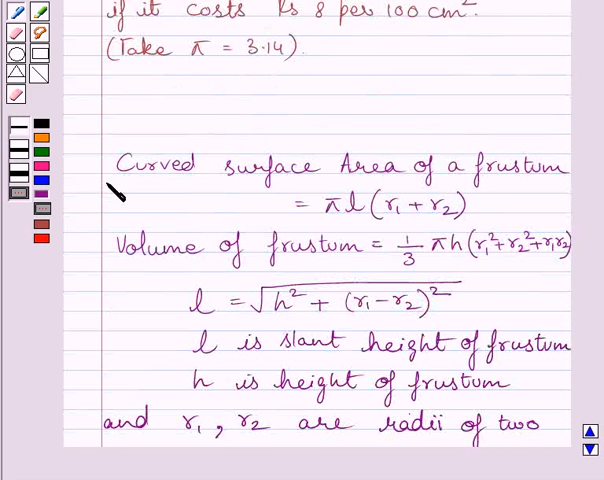 if it costs Rs 8 per 100 cm².
(Take π = 3.14).
Curved surface Area of a frustum
= πl(r₁ + r₂)
Volume of frustum = 1/3 πh(r₁²+r₂²+r₁r₂)
l = √h² + (r₁-r₂)²
l is slant height of frustum
h is height of frustum
and r₁, r₂ are radii of two